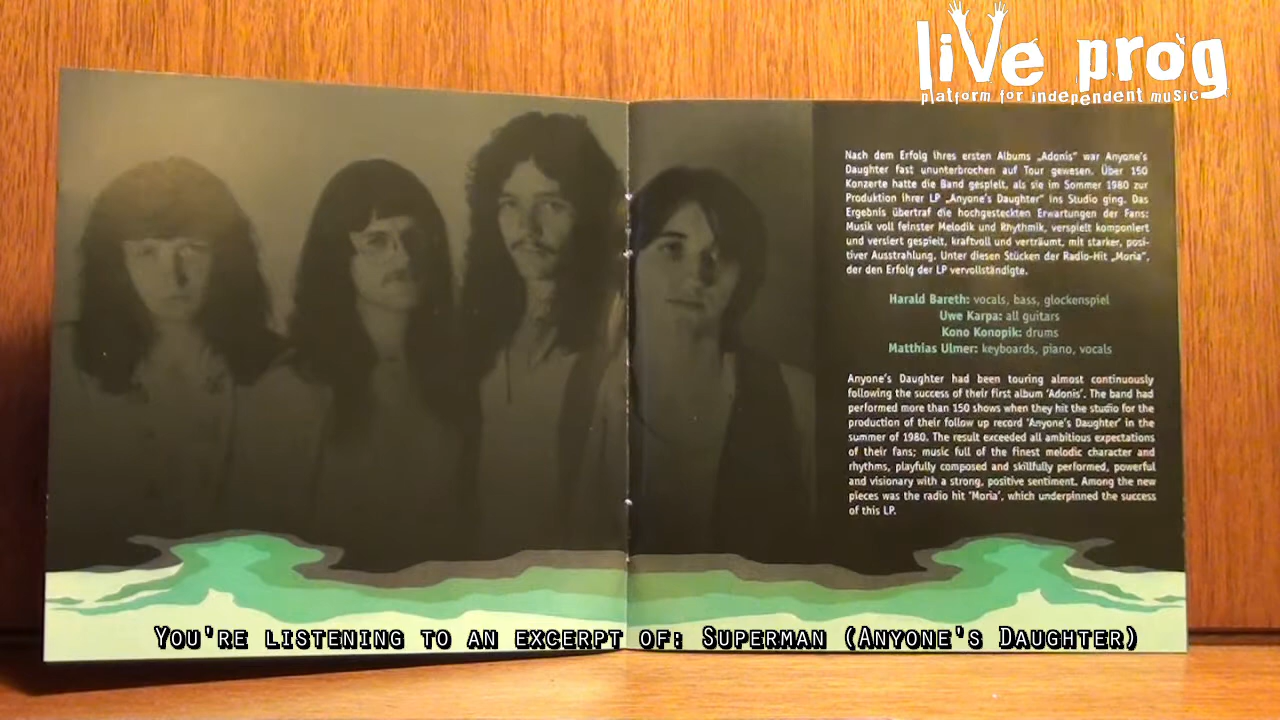 live prog
platform for independent music
Nach dem Erfolg ihres ersten Albums „Adonis" war Anyone's
Daughter fast ununterbrochen auf Tour gewesen. Über 150
Konzerte hatte die Band gespielt, als sie im Sommer 1980 zur
Produktion ihrer LP „Anyone's Daughter" ins Studio ging. Das
Ergebnis übertraf die hochgesteckten Erwartungen der Fans:
Musik voll feinster Melodik und Rhythmik, verspielt komponiert
und versiert gespielt, kraftvoll und verträumt, mit starker, posi-
tiver Ausstrahlung. Unter diesen Stücken der Radio-Hit „Moria",
der den Erfolg der LP vervollständigte.
Harald Bareth: vocals, bass, glockenspiel
Uwe Karpa: all guitars
Kono Konopik: drums
Matthias Ulmer: keyboards, piano, vocals
Anyone's Daughter had been touring almost continuously
following the success of their first album 'Adonis'. The band had
performed more than 150 shows when they hit the studio for the
production of their follow up record 'Anyone's Daughter' in the
summer of 1980. The result exceeded all ambitious expectations
of their fans; music full of the finest melodic character and
rhythms, playfully composed and skillfully performed, powerful
and visionary with a strong, positive sentiment. Among the new
pieces was the radio hit 'Moria', which underpinned the success
of this LP.
You're listening to an excerpt of: Superman (Anyone's Daughter)